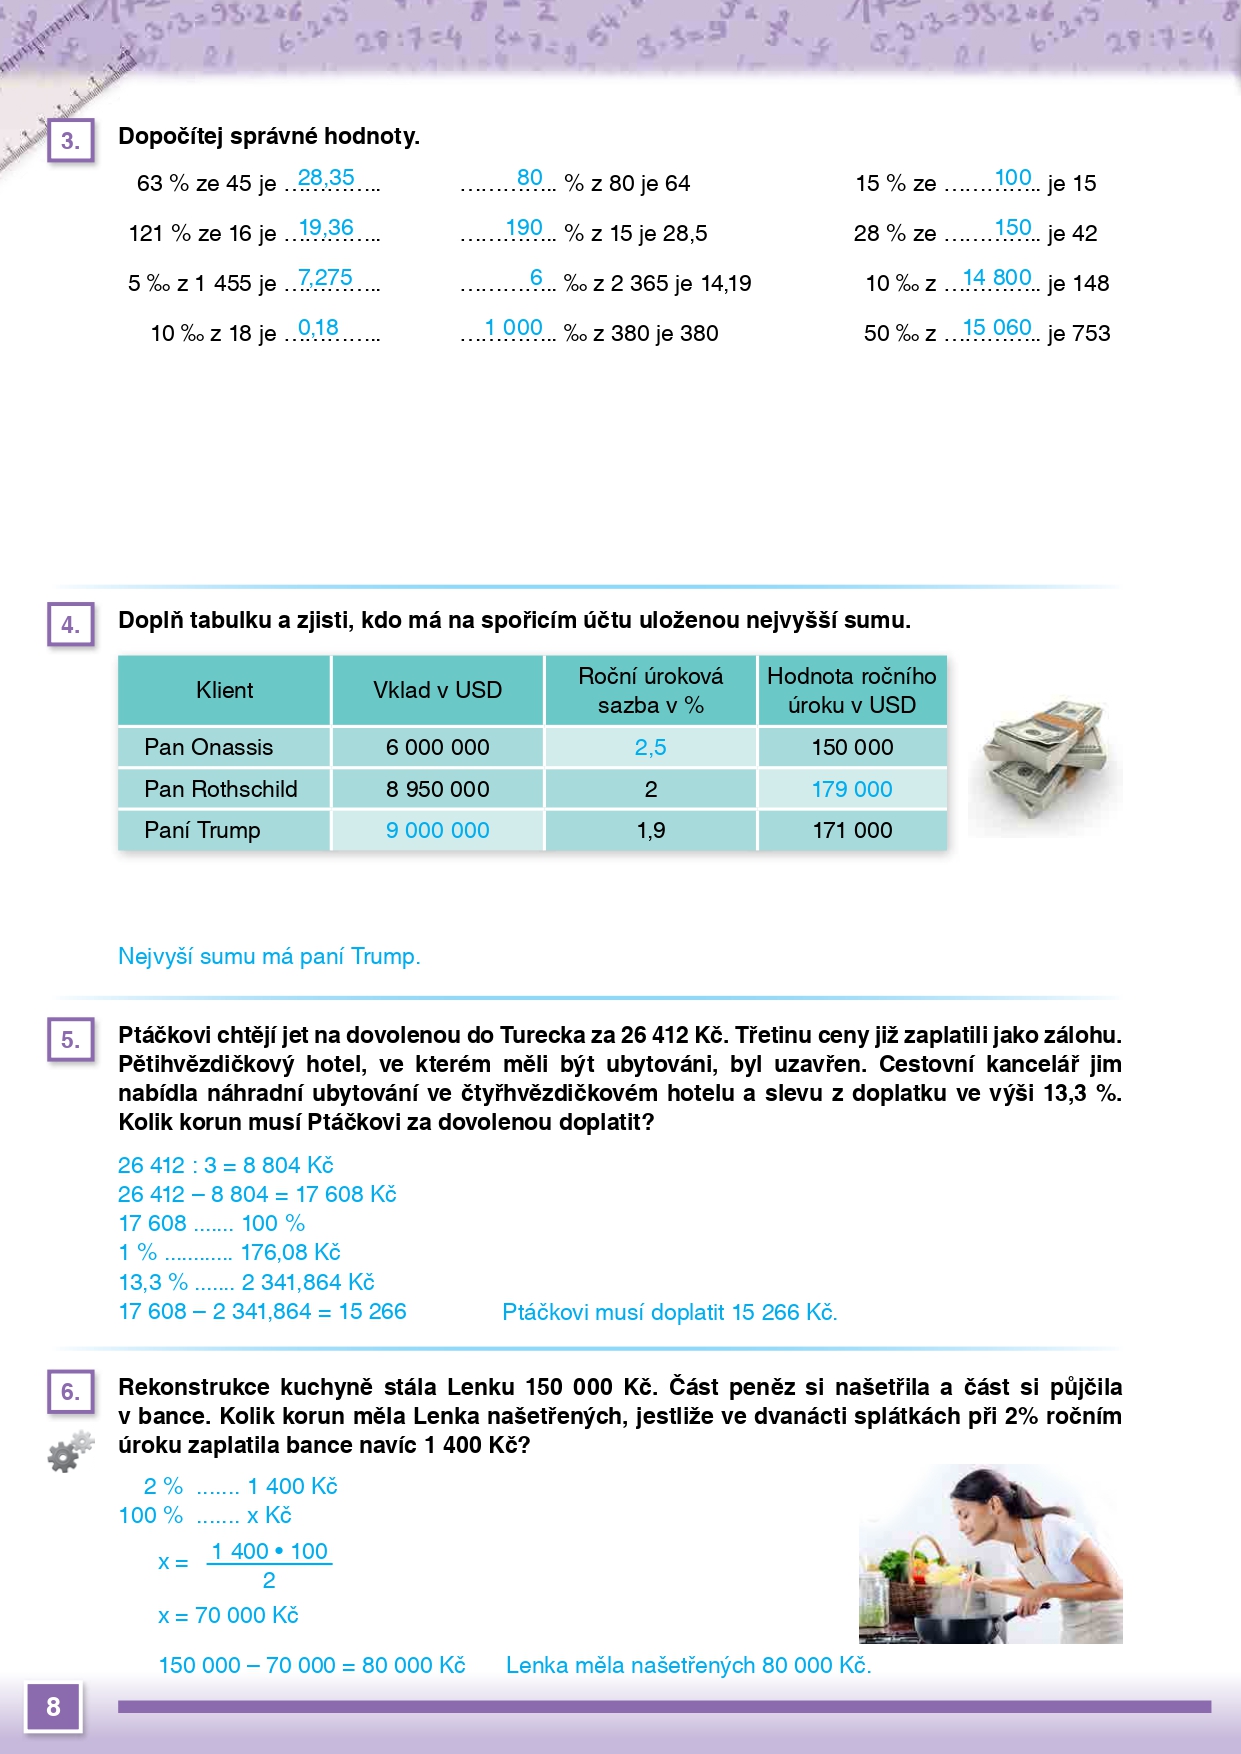 3.
Dopočítej správné hodnoty.
63 % ze 45 je 28,35
80 % z 80 je 64
15 % ze 100 je 15
121 % ze 16 je 19,36
190 % z 15 je 28,5
28 % ze 150 je 42
5 ‰ z 1 455 je 7,275
6 ‰ z 2 365 je 14,19
10 ‰ z 14 800 je 148
10 ‰ z 18 je 0,18
1 000 ‰ z 380 je 380
50 ‰ z 15 060 je 753
4.
Doplň tabulku a zjisti, kdo má na spořicím účtu uloženou nejvyšší sumu.
Klient
Vklad v USD
Roční úroková
sazba v %
Hodnota ročního
úroku v USD
Pan Onassis 6 000 000 2,5 150 000
Pan Rothschild 8 950 000 2 179 000
Paní Trump 9 000 000 1,9 171 000
Nejvyší sumu má paní Trump.
5.
Ptáčkovi chtějí jet na dovolenou do Turecka za 26 412 Kč. Třetinu ceny již zaplatili jako zálohu.
Pětihvězdičkový hotel, ve kterém měli být ubytováni, byl uzavřen. Cestovní kancelář jim
nabídla náhradní ubytování ve čtyřhvězdičkovém hotelu a slevu z doplatku ve výši 13,3 %.
Kolik korun musí Ptáčkovi za dovolenou doplatit?
26 412 : 3 = 8 804 Kč
26 412 – 8 804 = 17 608 Kč
17 608 ....... 100 %
1 % ............ 176,08 Kč
13,3 % ....... 2 341,864 Kč
17 608 – 2 341,864 = 15 266
Ptáčkovi musí doplatit 15 266 Kč.
6.
Rekonstrukce kuchyně stála Lenku 150 000 Kč. Část peněz si našetřila a část si půjčila
v bance. Kolik korun měla Lenka našetřených, jestliže ve dvanácti splátkách při 2% ročním
úroku zaplatila bance navíc 1 400 Kč?
2 % ....... 1 400 Kč
100 % ....... x Kč
x = 1 400 • 100
2
x = 70 000 Kč
150 000 – 70 000 = 80 000 Kč
Lenka měla našetřených 80 000 Kč.
8